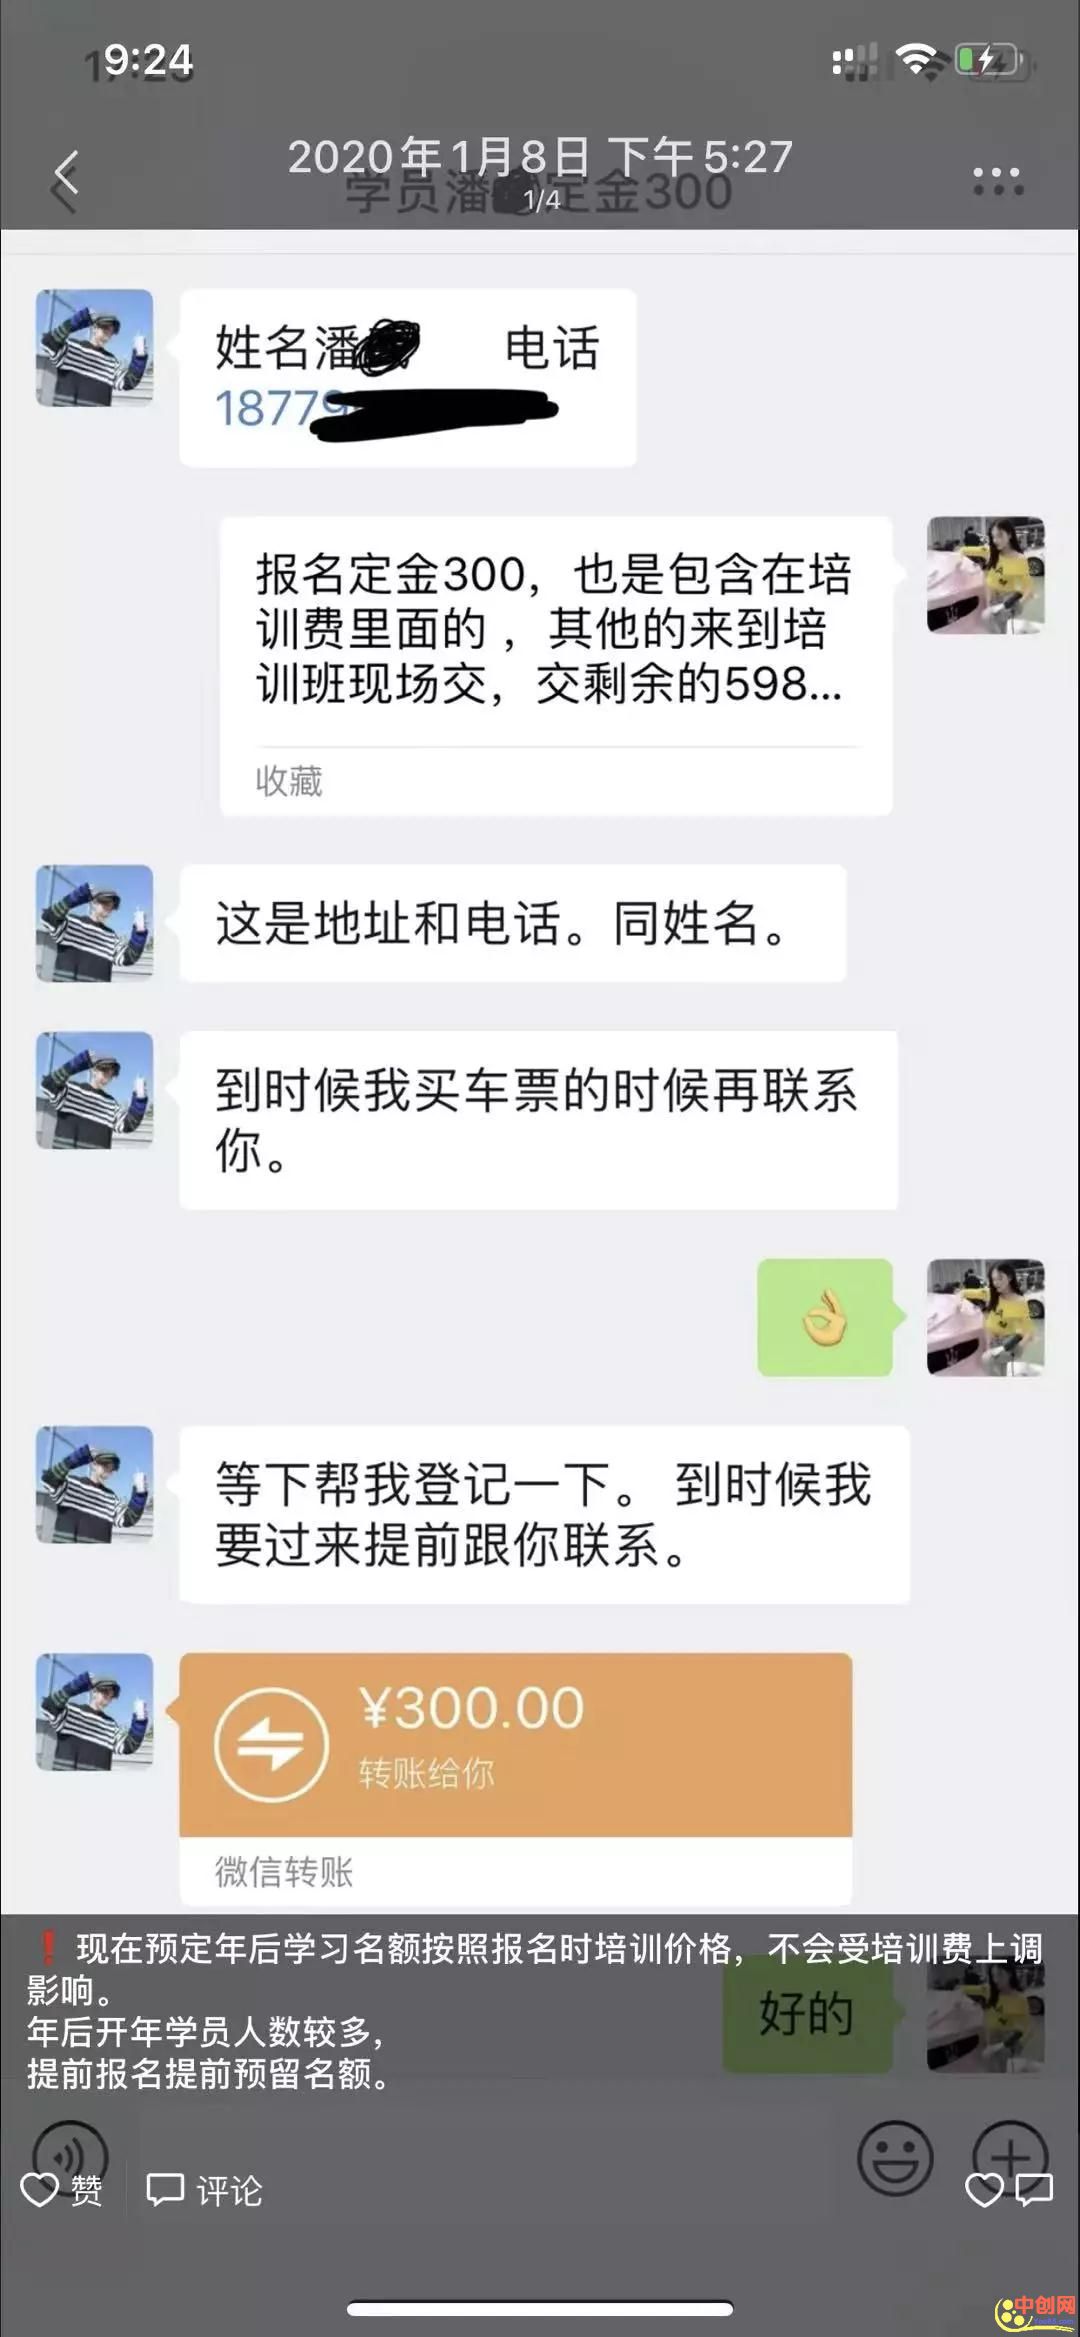 9:24
2020年1月8日 下午5:27
学员潘 定金300
1/4
姓名潘 电话
18779
报名定金300，也是包含在培
训费里面的 ，其他的来到培
训班现场交，交剩余的598...
收藏
这是地址和电话。同姓名。
到时候我买车票的时候再联系
你。
👌
等下帮我登记一下。 到时候我
要过来提前跟你联系。
¥300.00
转账给你
微信转账
❗ 现在预定年后学习名额按照报名时培训价格，不会受培训费上调
影响。
年后开年学员人数较多，
提前报名提前预留名额。
好的
赞 评论
中创网